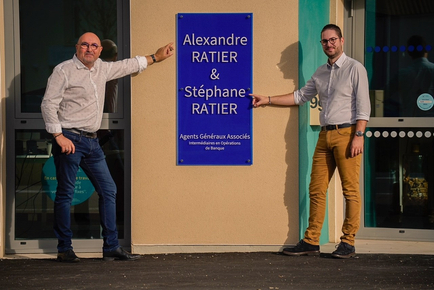 Alexandre
RATIER
&
Stéphane
RATIER
Agents Généraux Associés
Intermédiaires en Opérations
de Banque